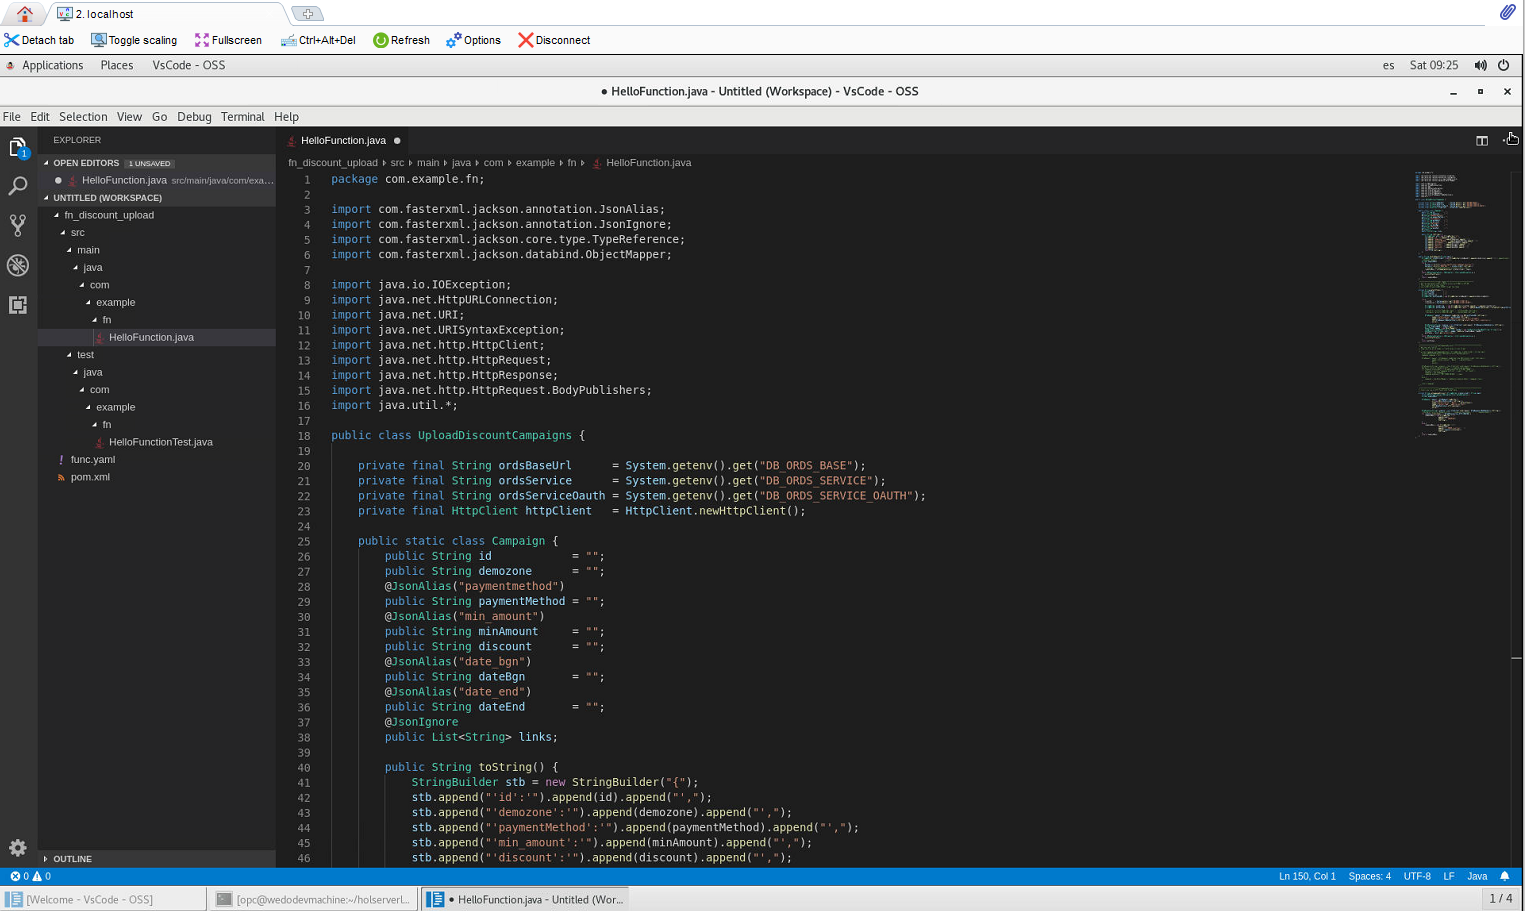 2. localhost
Detach tab Toggle scaling Fullscreen Ctrl+Alt+Del Refresh Options Disconnect
Applications Places VsCode - OSS es Sat 09:25
● HelloFunction.java - Untitled (Workspace) - VsCode - OSS
File Edit Selection View Go Debug Terminal Help
EXPLORER
1
OPEN EDITORS 1 UNSAVED
HelloFunction.java src/main/java/com/exa...
UNTITLED (WORKSPACE)
fn_discount_upload
src
main
java
com
example
fn
HelloFunction.java
test
java
com
example
fn
HelloFunctionTest.java
! func.yaml
pom.xml
OUTLINE
HelloFunction.java ●
fn_discount_upload src main java com example fn HelloFunction.java
1 package com.example.fn;
2
3 import com.fasterxml.jackson.annotation.JsonAlias;
4 import com.fasterxml.jackson.annotation.JsonIgnore;
5 import com.fasterxml.jackson.core.type.TypeReference;
6 import com.fasterxml.jackson.databind.ObjectMapper;
7
8 import java.io.IOException;
9 import java.net.HttpURLConnection;
10 import java.net.URI;
11 import java.net.URISyntaxException;
12 import java.net.http.HttpClient;
13 import java.net.http.HttpRequest;
14 import java.net.http.HttpResponse;
15 import java.net.http.HttpRequest.BodyPublishers;
16 import java.util.*;
17
18 public class UploadDiscountCampaigns {
19
20 private final String ordsBaseUrl = System.getenv().get("DB_ORDS_BASE");
21 private final String ordsService = System.getenv().get("DB_ORDS_SERVICE");
22 private final String ordsServiceOauth = System.getenv().get("DB_ORDS_SERVICE_OAUTH");
23 private final HttpClient httpClient = HttpClient.newHttpClient();
24
25 public static class Campaign {
26 public String id = "";
27 public String demozone = "";
28 @JsonAlias("paymentmethod")
29 public String paymentMethod = "";
30 @JsonAlias("min_amount")
31 public String minAmount = "";
32 public String discount = "";
33 @JsonAlias("date_bgn")
34 public String dateBgn = "";
35 @JsonAlias("date_end")
36 public String dateEnd = "";
37 @JsonIgnore
38 public List<String> links;
39
40 public String toString() {
41 StringBuilder stb = new StringBuilder("{");
42 stb.append("'id':'").append(id).append("',");
43 stb.append("'demozone':'").append(demozone).append("',");
44 stb.append("'paymentMethod':'").append(paymentMethod).append("',");
45 stb.append("'min_amount':'").append(minAmount).append("',");
46 stb.append("'discount':'").append(discount).append("',");
0 0 Ln 150, Col 1 Spaces: 4 UTF-8 LF Java
[Welcome - VsCode - OSS] [opc@wedodevmachine:~/holserverl... ● HelloFunction.java - Untitled (Wor... 1 / 4